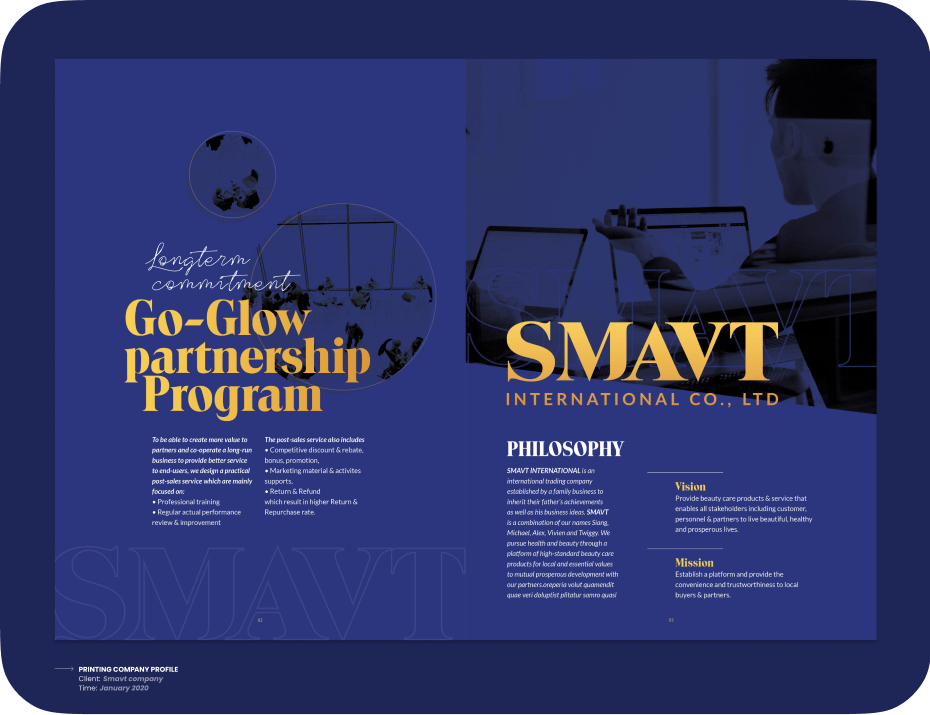 Longterm
commitment
Go-Glow
partnership
Program
To be able to create more value to
partners and co-operate a long-run
business to provide better service
to end-users, we design a practical
post-sales service which are mainly
focused on:
• Professional training
• Regular actual performance
review & improvement
The post-sales service also includes
• Competitive discount & rebate,
bonus, promotion,
• Marketing material & activites
supports.
• Return & Refund
which result in higher Return &
Repurchase rate.
SMAVT
02
SMAVT
SMAVT
INTERNATIONAL CO., LTD
PHILOSOPHY
SMAVT INTERNATIONAL is an
international trading company
established by a family business to
inherit their father's achievements
as well as his business ideas. SMAVT
is a combination of our names Siang,
Michael, Alex, Vivien and Twiggy. We
pursue health and beauty through a
platform of high-standard beauty care
products for local and essential values
to mutual prosperous development with
our partners.oreperia volut quamendit
quae veri doluptist plitatur samro quasi
Vision
Provide beauty care products & service that
enables all stakeholders including customer,
personnel & partners to live beautiful, healthy
and prosperous lives.
Mission
Establish a platform and provide the
convenience and trustworthiness to local
buyers & partners.
03
PRINTING COMPANY PROFILE
Client: Smavt company
Time: January 2020